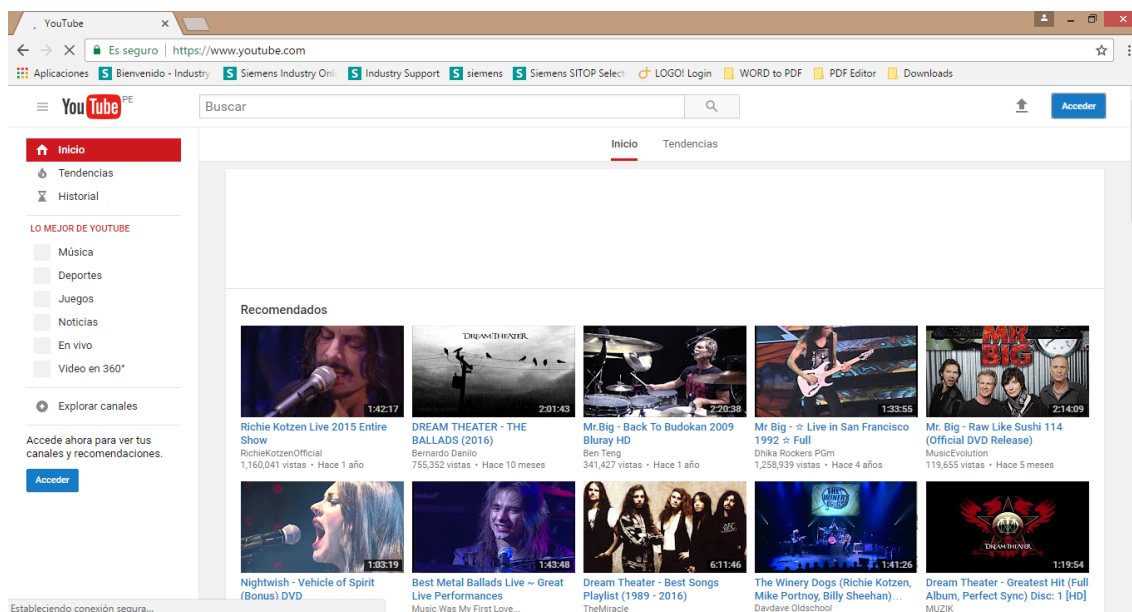 YouTube
Es seguro | https://www.youtube.com
Aplicaciones S Bienvenido - Industry S Siemens Industry Onli S Industry Support S siemens S Siemens SITOP Select LOGO! Login WORD to PDF PDF Editor Downloads
YouTube PE
Buscar
Acceder
Inicio
Tendencias
Historial
LO MEJOR DE YOUTUBE
Música
Deportes
Juegos
Noticias
En vivo
Video en 360°
Explorar canales
Accede ahora para ver tus
canales y recomendaciones.
Acceder
Inicio Tendencias
Recomendados
1:42:17
Richie Kotzen Live 2015 Entire
Show
RichieKotzenOfficial
1,160,041 vistas • Hace 1 año
DREAM THEATER
2:01:43
DREAM THEATER - THE
BALLADS (2016)
Bernardo Danilo
755,352 vistas • Hace 10 meses
2:20:38
Mr.Big - Back To Budokan 2009
Bluray HD
Ben Teng
341,427 vistas • Hace 1 año
1:33:55
Mr Big - ☆ Live in San Francisco
1992 ☆ Full
Dhika Rockers PGm
1,258,939 vistas • Hace 4 años
MR.
BIG
2:14:09
Mr. Big - Raw Like Sushi 114
(Official DVD Release)
MusicEvolution
119,655 vistas • Hace 5 meses
1:03:19
Nightwish - Vehicle of Spirit
(Bonus) DVD
1:43:48
Best Metal Ballads Live ~ Great
Live Performances
Music Was My First Love...
6:11:46
Dream Theater - Best Songs
Playlist (1989 - 2016)
TheMiracle
THE
WINERY
DOGS
1:41:26
The Winery Dogs (Richie Kotzen,
Mike Portnoy, Billy Sheehan)...
Davdave Oldschool
DREAM THEATER
1:19:54
Dream Theater - Greatest Hit (Full
Album, Perfect Sync) Disc: 1 [HD]
MUZIK
Estableciendo conexión segura...